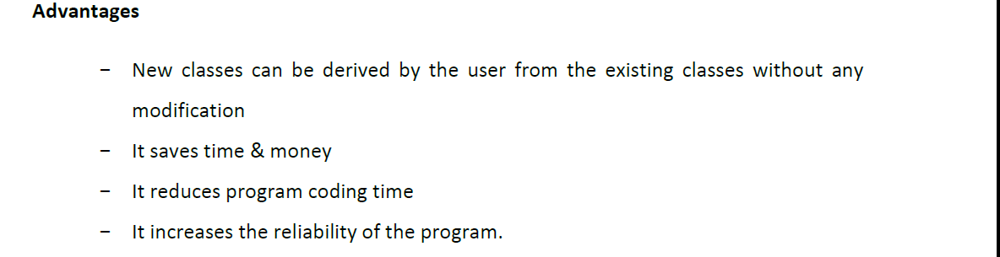 Advantages
– New classes can be derived by the user from the existing classes without any
modification
– It saves time & money
– It reduces program coding time
– It increases the reliability of the program.